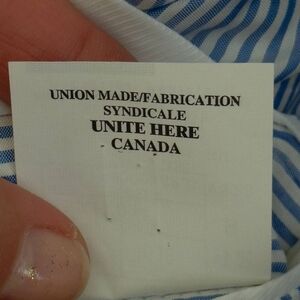 UNION MADE/FABRICATION
SYNDICALE
UNITE HERE
CANADA